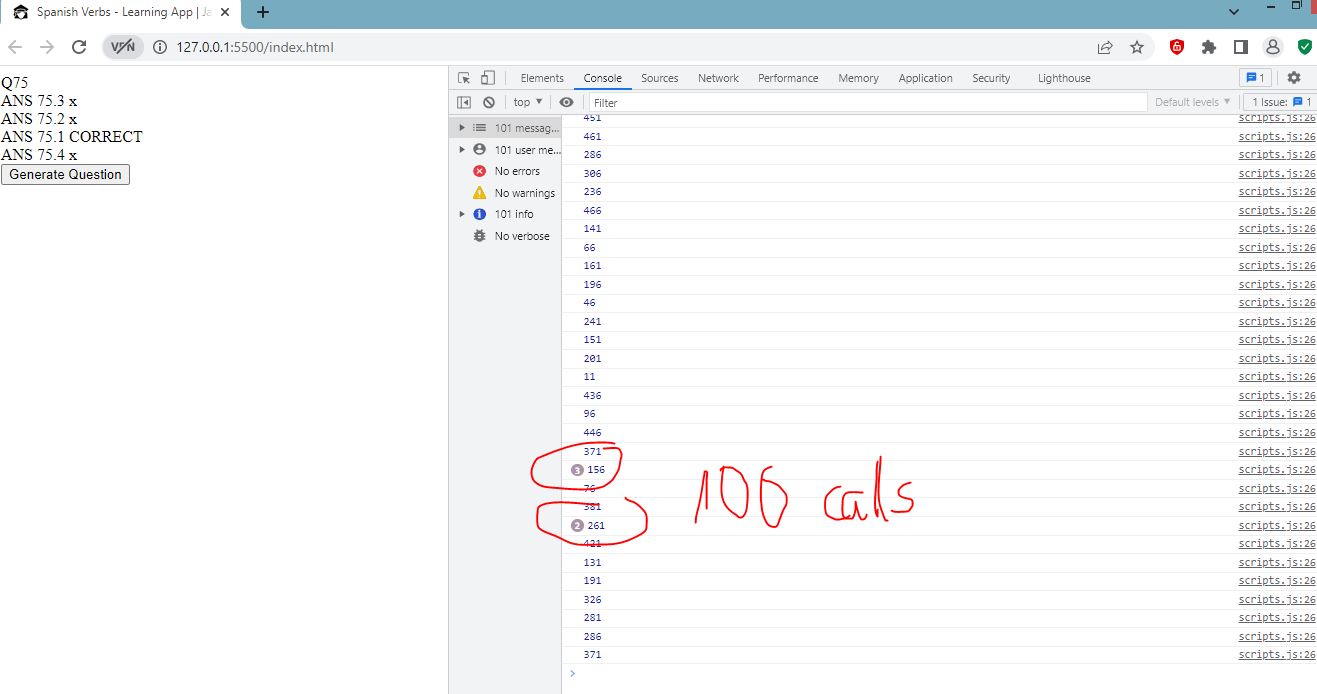 Spanish Verbs - Learning App | Ja
VPN
127.0.0.1:5500/index.html
Q75
ANS 75.3 x
ANS 75.2 x
ANS 75.1 CORRECT
ANS 75.4 x
Generate Question
Elements Console Sources Network Performance Memory Application Security Lighthouse 1
top Filter Default levels 1 Issue: 1
101 messag...
101 user me...
No errors
No warnings
101 info
No verbose
451 scripts.js:26
461 scripts.js:26
286 scripts.js:26
306 scripts.js:26
236 scripts.js:26
466 scripts.js:26
141 scripts.js:26
66 scripts.js:26
161 scripts.js:26
196 scripts.js:26
46 scripts.js:26
241 scripts.js:26
151 scripts.js:26
201 scripts.js:26
11 scripts.js:26
436 scripts.js:26
96 scripts.js:26
446 scripts.js:26
371 scripts.js:26
3 156 scripts.js:26
76 scripts.js:26
381 scripts.js:26
2 261 scripts.js:26
421 scripts.js:26
131 scripts.js:26
191 scripts.js:26
326 scripts.js:26
281 scripts.js:26
286 scripts.js:26
371 scripts.js:26
106 calls